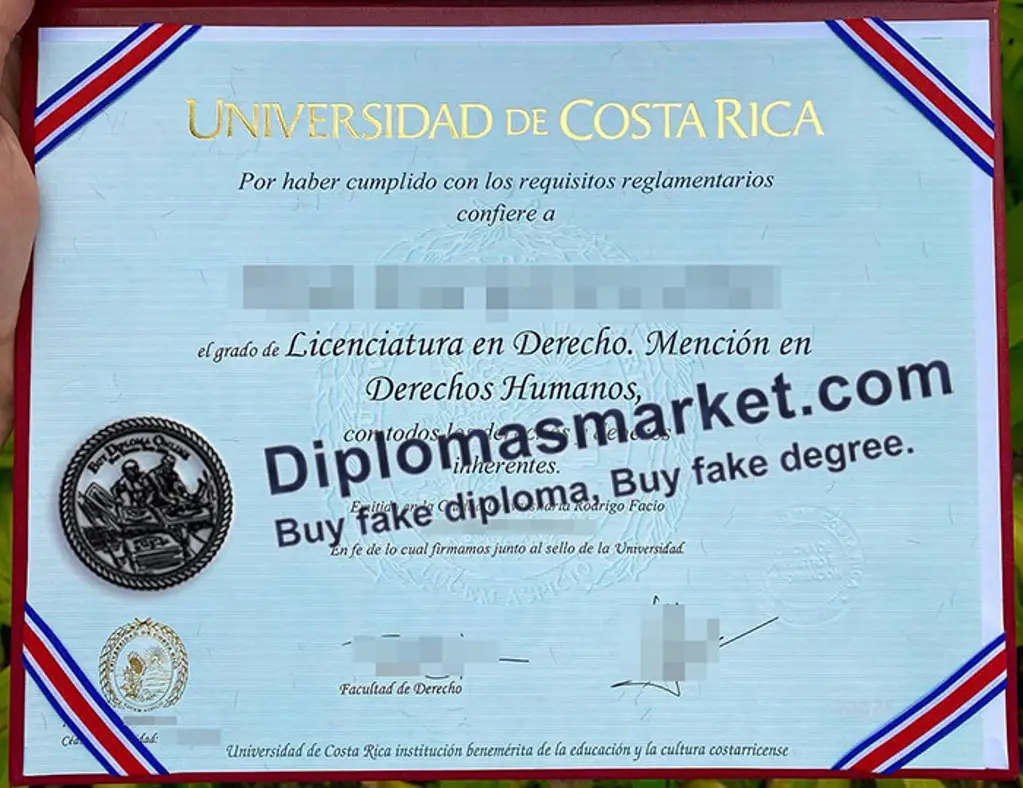 UNIVERSIDAD DE COSTA RICA
Por haber cumplido con los requisitos reglamentarios
confiere a
el grado de Licenciatura en Derecho. Mención en
Derechos Humanos,
con todos los
inherentes.
Diplomasmarket.com
Buy fake diploma, Buy fake degree.
Rodrigo Facio
En fe de lo cual firmamos junto al sello de la Universidad.
BUY DIPLOMA ONLINE
Facultad de Derecho
Universidad de Costa Rica institución benemérita de la educación y la cultura costarricense